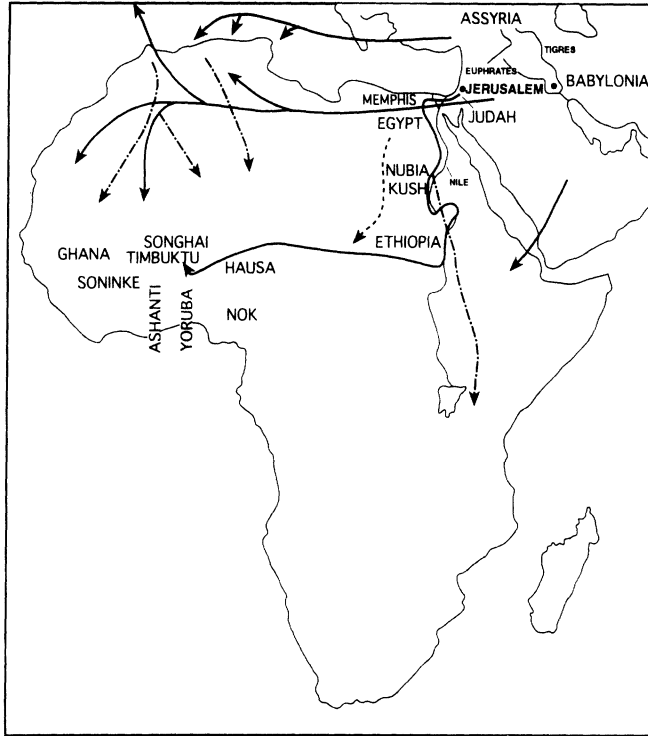 ASSYRIA
TIGRES
EUPHRATES
BABYLONIA
JERUSALEM
MEMPHIS
JUDAH
EGYPT
NUBIA
NILE
KUSH
ETHIOPIA
SONGHAI
GHANA
TIMBUKTU
HAUSA
SONINKE
ASHANTI
YORUBA
NOK